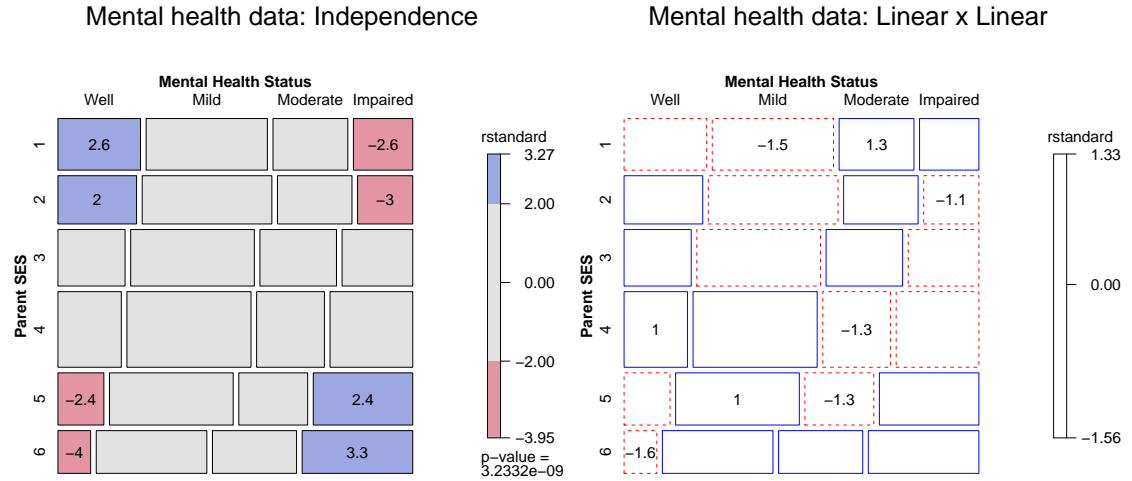 Mental health data: Independence
Mental Health Status
Well Mild Moderate Impaired
Parent SES
1 2.6 −2.6
2 2 −3
3
4
5 −2.4 2.4
6 −4 3.3
rstandard
3.27
2.00
0.00
−2.00
−3.95
p−value =
3.2332e−09
Mental health data: Linear x Linear
Mental Health Status
Well Mild Moderate Impaired
Parent SES
1 −1.5 1.3
2 −1.1
3
4 1 −1.3
5 1 −1.3
6 −1.6
rstandard
1.33
0.00
−1.56